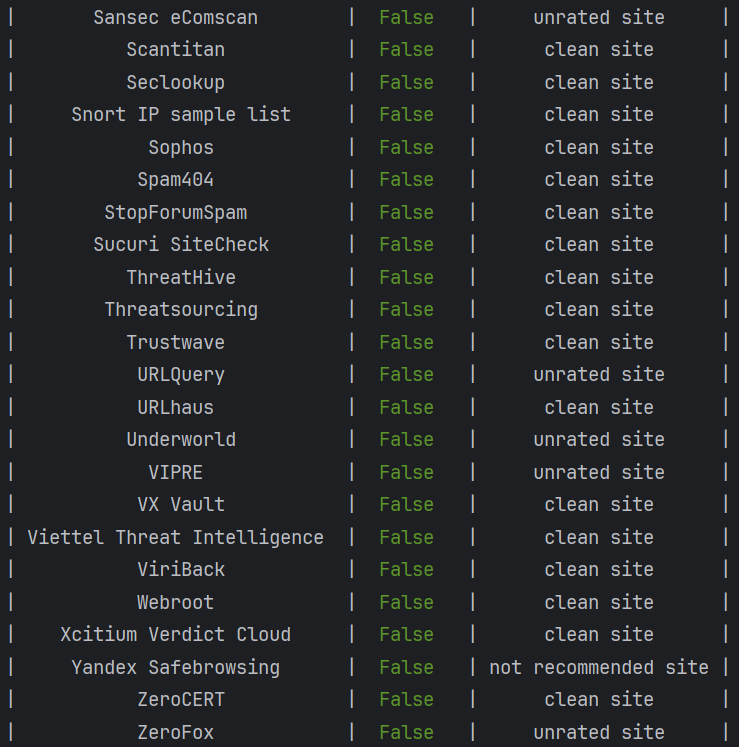 | Sansec eComscan | False | unrated site |
| Scantitan | False | clean site |
| Seclookup | False | clean site |
| Snort IP sample list | False | clean site |
| Sophos | False | clean site |
| Spam404 | False | clean site |
| StopForumSpam | False | clean site |
| Sucuri SiteCheck | False | clean site |
| ThreatHive | False | clean site |
| Threatsourcing | False | clean site |
| Trustwave | False | clean site |
| URLQuery | False | unrated site |
| URLhaus | False | clean site |
| Underworld | False | unrated site |
| VIPRE | False | unrated site |
| VX Vault | False | clean site |
| Viettel Threat Intelligence | False | clean site |
| ViriBack | False | clean site |
| Webroot | False | clean site |
| Xcitium Verdict Cloud | False | clean site |
| Yandex Safebrowsing | False | not recommended site |
| ZeroCERT | False | clean site |
| ZeroFox | False | unrated site |